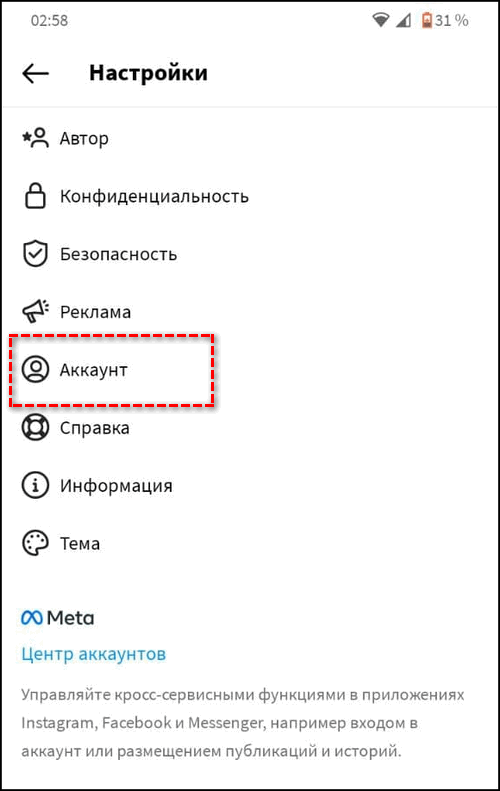 02:58 31 %
Настройки
Автор
Конфиденциальность
Безопасность
Реклама
Аккаунт
Справка
Информация
Тема
Meta
Центр аккаунтов
Управляйте кросс-сервисными функциями в приложениях
Instagram, Facebook и Messenger, например входом в
аккаунт или размещением публикаций и историй.